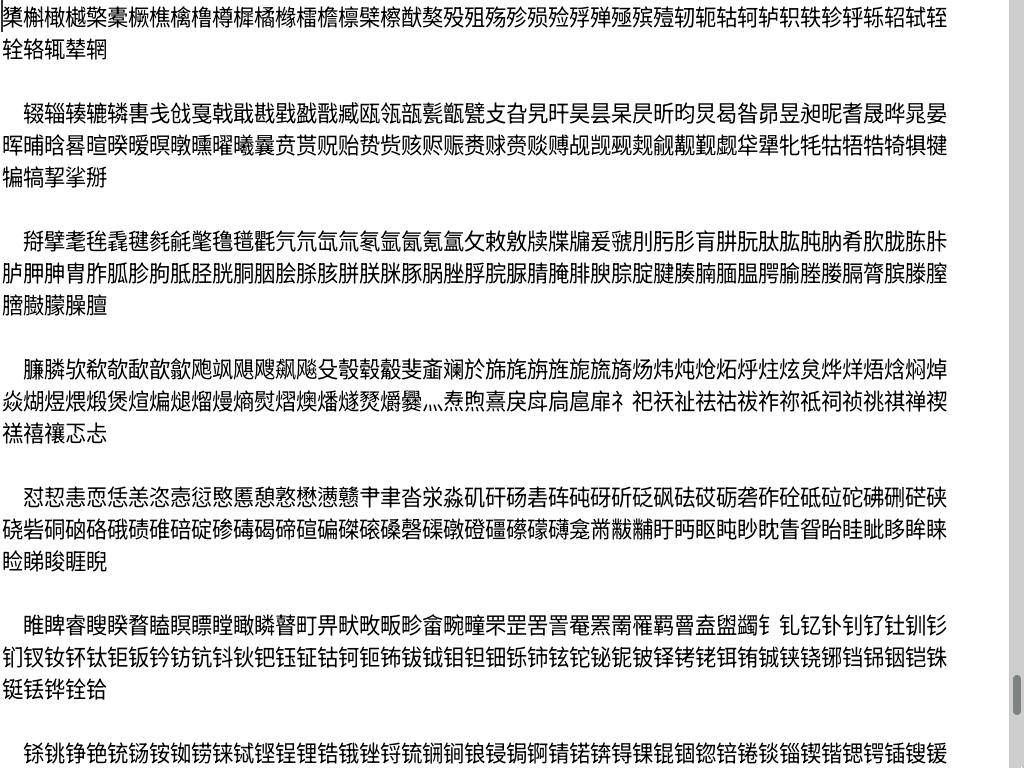 橥槲橄樾檠橐橛樵檎橹樽樨橘橼檑檐檩檗檫猷獒殁殂殇殄殒殓殍殚殛殡殪轫轭轱轲轳轵轶轸轷轹轺轼轾
辁辂辄辇辋
辍辎辏辘辚軎戋戗戛戟戢戡戥戤戬臧瓯瓴瓿甏甑甓攴旮旯旰昊昙杲昃昕昀炅曷昝昴昱昶昵耆晟晔晁晏
晖晡晗晷暄暌暧暝暾曛曜曦曩贲贳贶贻贽赀赅赆赈赉赇赍赕赙觇觊觋觌觎觏觐觑牮犟牝牦牯牾牿犄犋犍
犏犒挈挲掰
搿擘耄毪毳毽毵毹氅氇氆氍氕氘氙氚氡氩氤氪氲攵敕敫牍牒牖爰虢刖肟肜肓肼朊肽肱肫肭肴肷胧胨胩
胪胛胂胄胙胍胗朐胝胫胱胴胭脍脎胲胼朕脒豚脶脞脬脘脲腈腌腓腴腙腚腱腠腩腼腽腭腧塍媵膈膂膑滕膣
膪臌朦臊膻
臁膦欤欷欹歃歆歙飑飒飓飕飙飚殳彀毂觳斐齑斓於旆旄旃旌旎旒旖炀炜炖炝炻烀炷炫炱烨烊焐焓焖焯
焱煳煜煨煅煲煊煸煺熘熳熵熨熠燠燔燧燹爝爨灬焘煦熹戾戽扃扈扉礻祀祆祉祛祜祓祚祢祗祠祯祧祺禅禊
禚禧禳忑忐
怼恝恚恧恁恙恣悫愆愍慝憩憝懋懑戆肀聿沓泶淼矶矸砀砉砗砘砑斫砭砜砝砹砺砻砟砼砥砬砣砩硎硭硖
硗砦硐硇硌硪碛碓碚碇碜碡碣碲碹碥磔磙磉磬磲礅磴礓礤礞礴龛黹黻黼盱眄眍盹眇眈眚眢眙眭眦眵眸睐
睑睇睃睚睨
睢睥睿瞍睽瞀瞌瞑瞟瞠瞰瞵瞽町畀畎畋畈畛畲畹疃罘罡罟詈罨罴罱罹羁罾盍盥蠲钅钆钇钋钊钌钍钏钐
钔钗钕钚钛钜钣钤钫钪钭钬钯钰钲钴钶钷钸钹钺钼钽钿铄铈铉铊铋铌铍铎铐铑铒铕铖铗铙铘铛铞铟铠铢
铤铥铧铨铪
铩铫铮铯铳铴铵铷铹铼铽铿锃锂锆锇锉锊锍锎锏锒锓锔锕锖锘锛锝锞锟锢锪锫锩锬锱锲锴锶锷锸锼锾